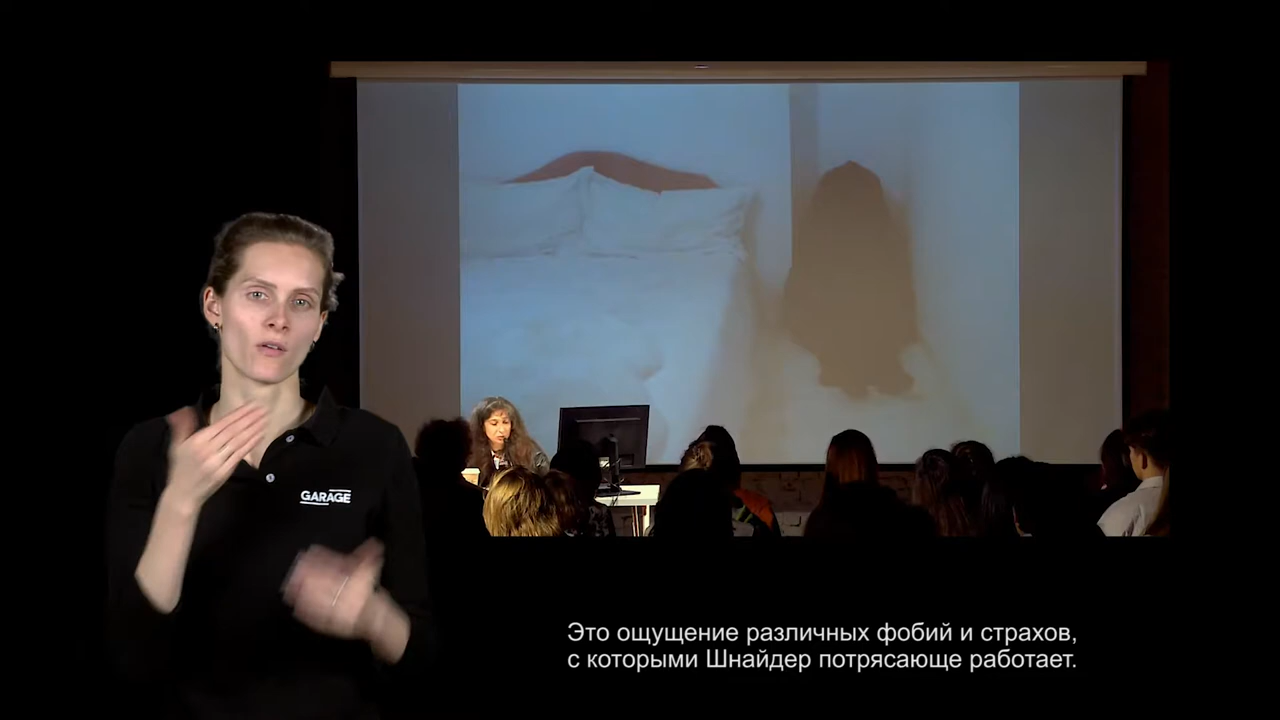 GARAGE
Это ощущение различных фобий и страхов,
с которыми Шнайдер потрясающе работает.